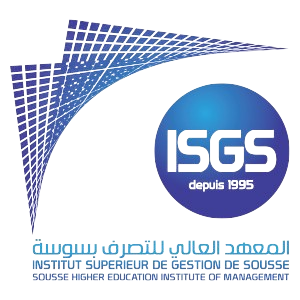 ISGS
depuis 1995
المعهد العالي للتصرف بسوسة
INSTITUT SUPERIEUR DE GESTION DE SOUSSE
SOUSSE HIGHER EDUCATION INSTITUTE OF MANAGEMENT